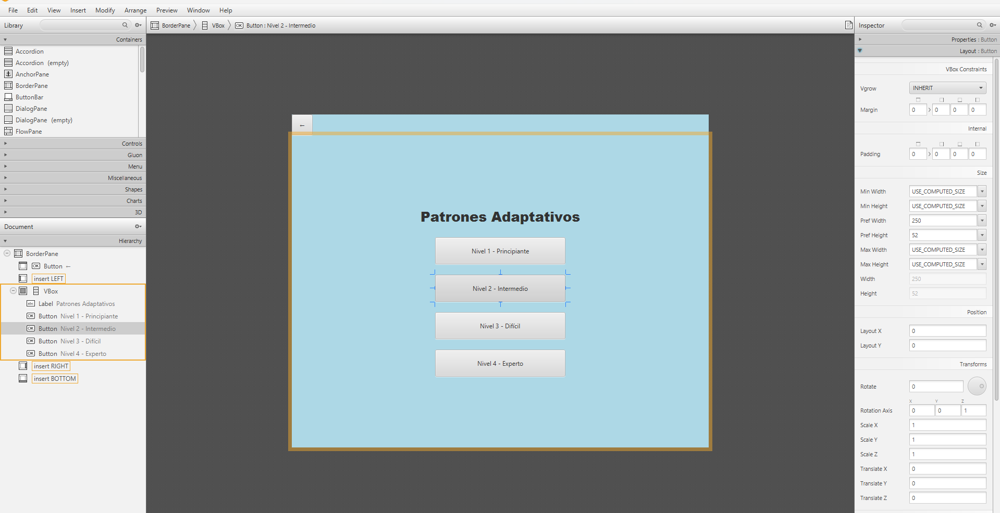 File Edit View Insert Modify Arrange Preview Window Help
Library
Containers
Accordion
Accordion (empty)
AnchorPane
BorderPane
ButtonBar
DialogPane
DialogPane (empty)
FlowPane
Controls
Gluon
Menu
Miscellaneous
Shapes
Charts
3D
Document
Hierarchy
BorderPane
OK Button ←
insert LEFT
VBox
abc Label Patrones Adaptativos
OK Button Nivel 1 - Principiante
OK Button Nivel 2 - Intermedio
OK Button Nivel 3 - Difícil
OK Button Nivel 4 - Experto
insert RIGHT
insert BOTTOM
BorderPane VBox OK Button : Nivel 2 - Intermedio
←
Patrones Adaptativos
Nivel 1 - Principiante
Nivel 2 - Intermedio
Nivel 3 - Difícil
Nivel 4 - Experto
Inspector
Properties : Button
Layout : Button
VBox Constraints
Vgrow INHERIT
Margin 0 0 0 0
Internal
Padding 0 0 0 0
Size
Min Width USE_COMPUTED_SIZE
Min Height USE_COMPUTED_SIZE
Pref Width 250
Pref Height 52
Max Width USE_COMPUTED_SIZE
Max Height USE_COMPUTED_SIZE
Width 250
Height 52
Position
Layout X 0
Layout Y 0
Transforms
Rotate 0
X Y Z
Rotation Axis 0 0 1
Scale X 1
Scale Y 1
Scale Z 1
Translate X 0
Translate Y 0
Translate Z 0